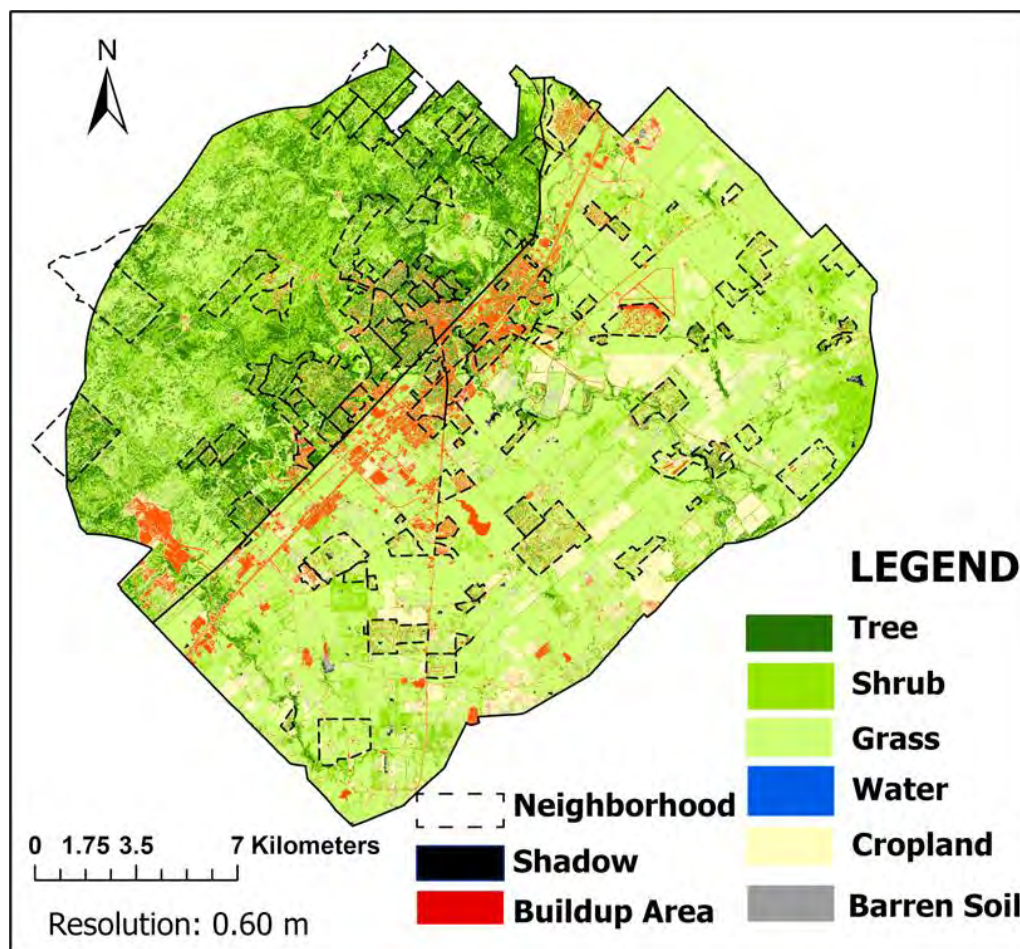 N
LEGEND
Tree
Shrub
Grass
Water
Cropland
Barren Soil
Neighborhood
Shadow
Buildup Area
0 1.75 3.5 7 Kilometers
Resolution: 0.60 m